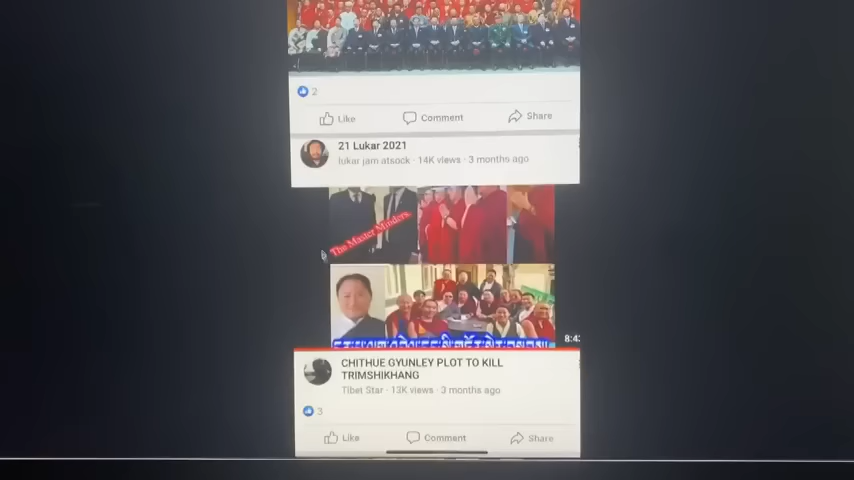 2
Like
Comment
Share
21 Lukar 2021
lukar jam atsock · 14K views · 3 months ago
The Master Minders
8:4
CHITHUE GYUNLEY PLOT TO KILL
TRIMSHIKHANG
Tibet Star · 13K views · 3 months ago
3
Like
Comment
Share